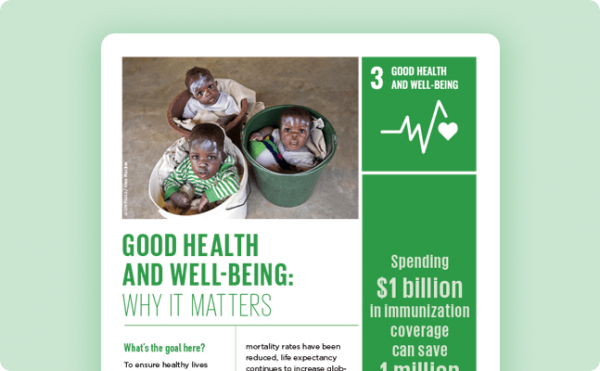 3 GOOD HEALTH
AND WELL-BEING
GOOD HEALTH
AND WELL-BEING:
WHY IT MATTERS
What's the goal here?
To ensure healthy lives
mortality rates have been
reduced, life expectancy
continues to increase glob-
Spending
$1 billion
in immunization
coverage
can save
1 million